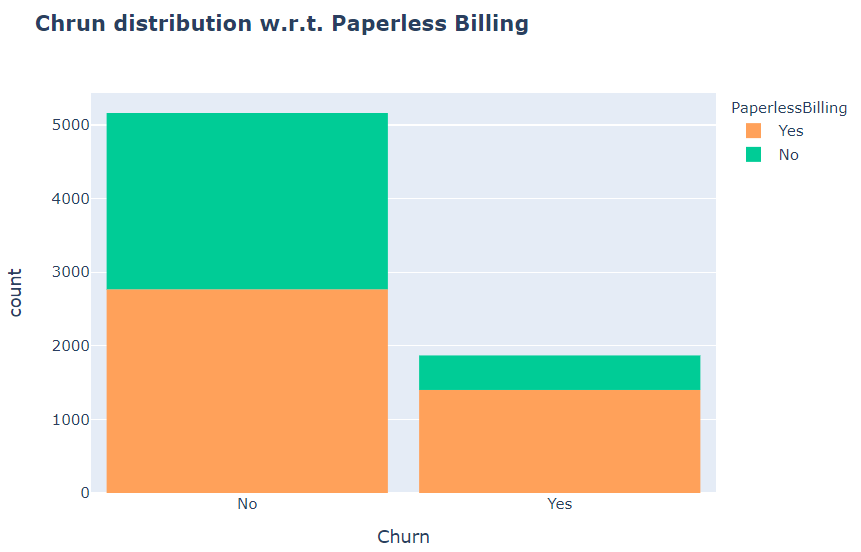 Chrun distribution w.r.t. Paperless Billing
PaperlessBilling
Yes
No
5000
4000
3000
2000
1000
0
count
No
Yes
Churn